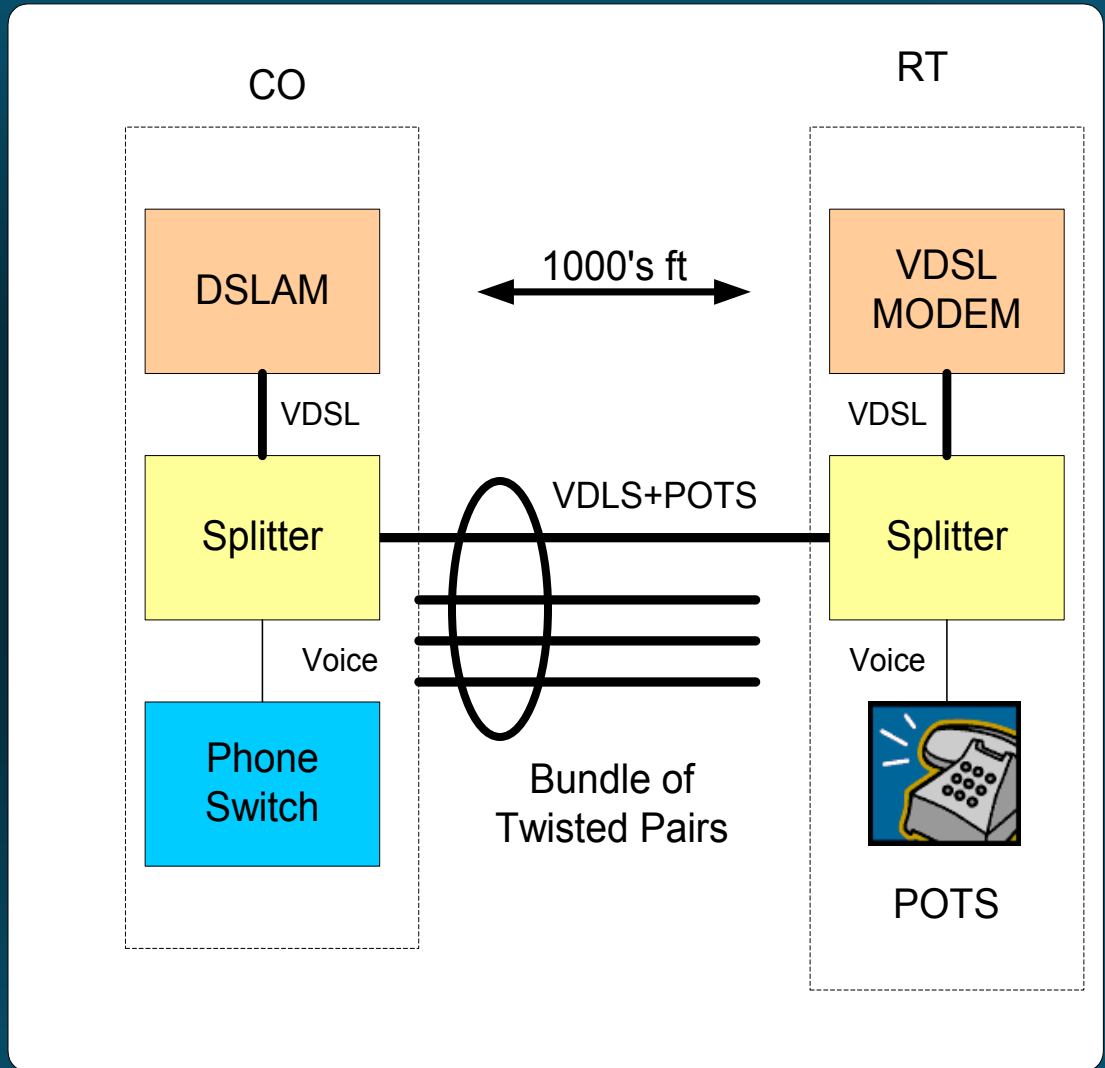 CO
RT
DSLAM
1000's ft
VDSL
MODEM
VDSL
VDSL
Splitter
VDLS+POTS
Splitter
Voice
Voice
Phone
Switch
Bundle of
Twisted Pairs
POTS